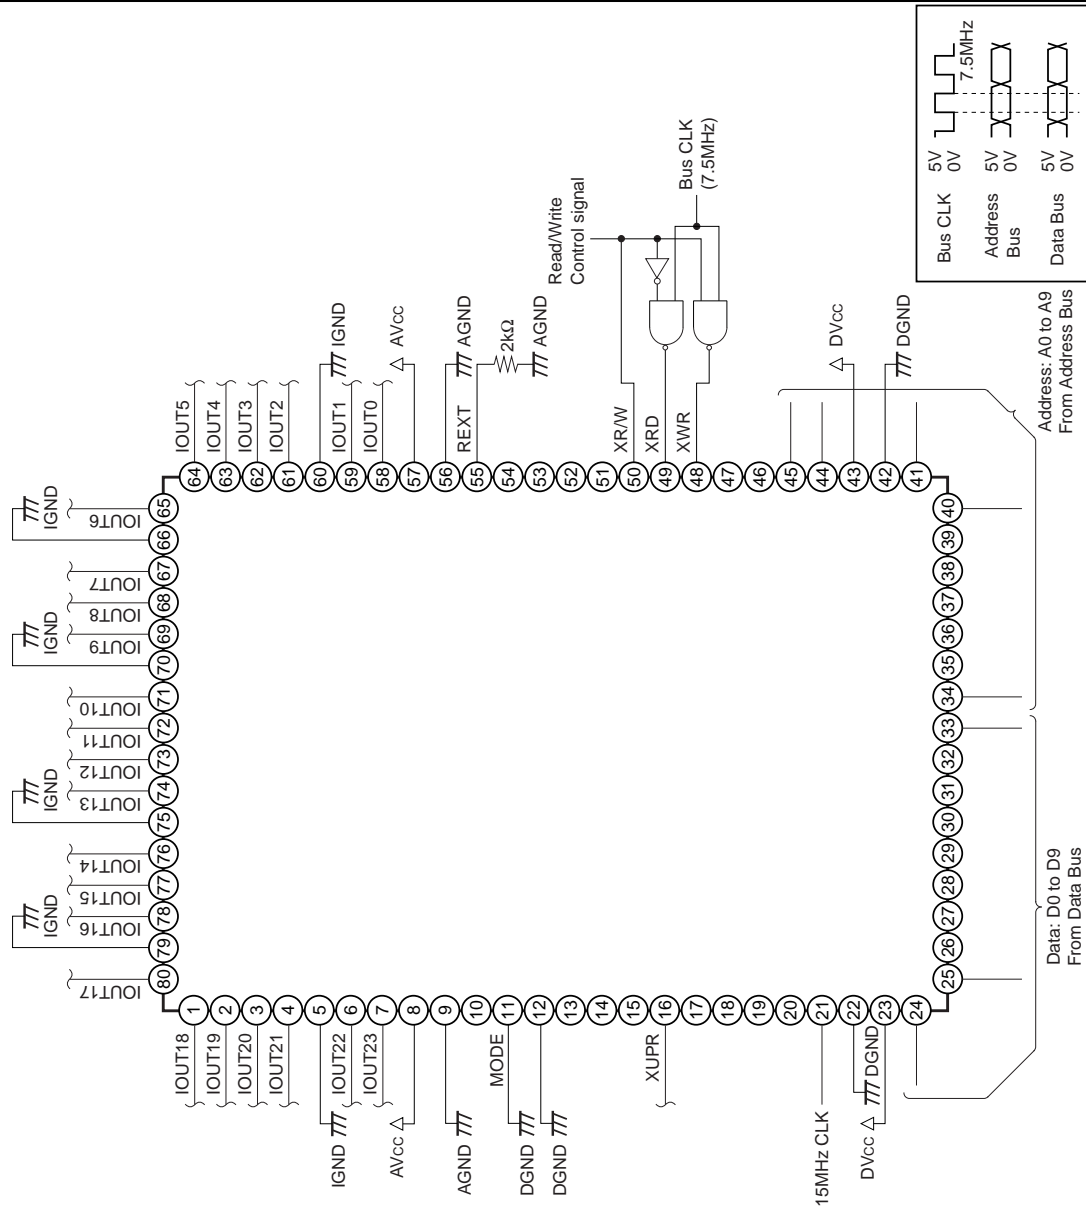 Bus CLK
5V
0V
7.5MHz
Address
Bus
5V
0V
Data Bus
5V
0V
Read/Write
Control signal
Bus CLK
(7.5MHz)
IOUT5
IOUT4
IOUT3
IOUT2
IGND
IOUT1
IOUT0
AVcc
AGND
REXT
2kΩ
AGND
XR/W
XRD
XWR
DVcc
DGND
Address: A0 to A9
From Address Bus
64
63
62
61
60
59
58
57
56
55
54
53
52
51
50
49
48
47
46
45
44
43
42
41
IGND
IOUT6
IOUT7
IOUT8
IGND
IOUT9
IOUT10
IOUT11
IOUT12
IGND
IOUT13
IOUT14
IOUT15
IGND
IOUT16
IOUT17
65
66
67
68
69
70
71
72
73
74
75
76
77
78
79
80
40
39
38
37
36
35
34
33
32
31
30
29
28
27
26
25
Data: D0 to D9
From Data Bus
1
2
3
4
5
6
7
8
9
10
11
12
13
14
15
16
17
18
19
20
21
22
23
24
IOUT18
IOUT19
IOUT20
IOUT21
IGND
IOUT22
IOUT23
AVcc
AGND
MODE
DGND
DGND
XUPR
15MHz CLK
DGND
DVcc